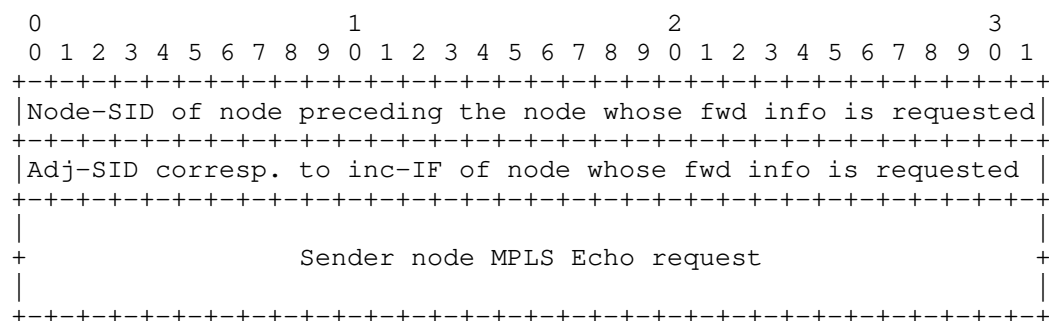 0                   1                   2                   3
 0 1 2 3 4 5 6 7 8 9 0 1 2 3 4 5 6 7 8 9 0 1 2 3 4 5 6 7 8 9 0 1
+-+-+-+-+-+-+-+-+-+-+-+-+-+-+-+-+-+-+-+-+-+-+-+-+-+-+-+-+-+-+-+-+
|Node-SID of node preceding the node whose fwd info is requested|
+-+-+-+-+-+-+-+-+-+-+-+-+-+-+-+-+-+-+-+-+-+-+-+-+-+-+-+-+-+-+-+-+
|Adj-SID corresp. to inc-IF of node whose fwd info is requested |
+-+-+-+-+-+-+-+-+-+-+-+-+-+-+-+-+-+-+-+-+-+-+-+-+-+-+-+-+-+-+-+-+
|                                                               |
+                 Sender node MPLS Echo request                 +
|                                                               |
+-+-+-+-+-+-+-+-+-+-+-+-+-+-+-+-+-+-+-+-+-+-+-+-+-+-+-+-+-+-+-+-+